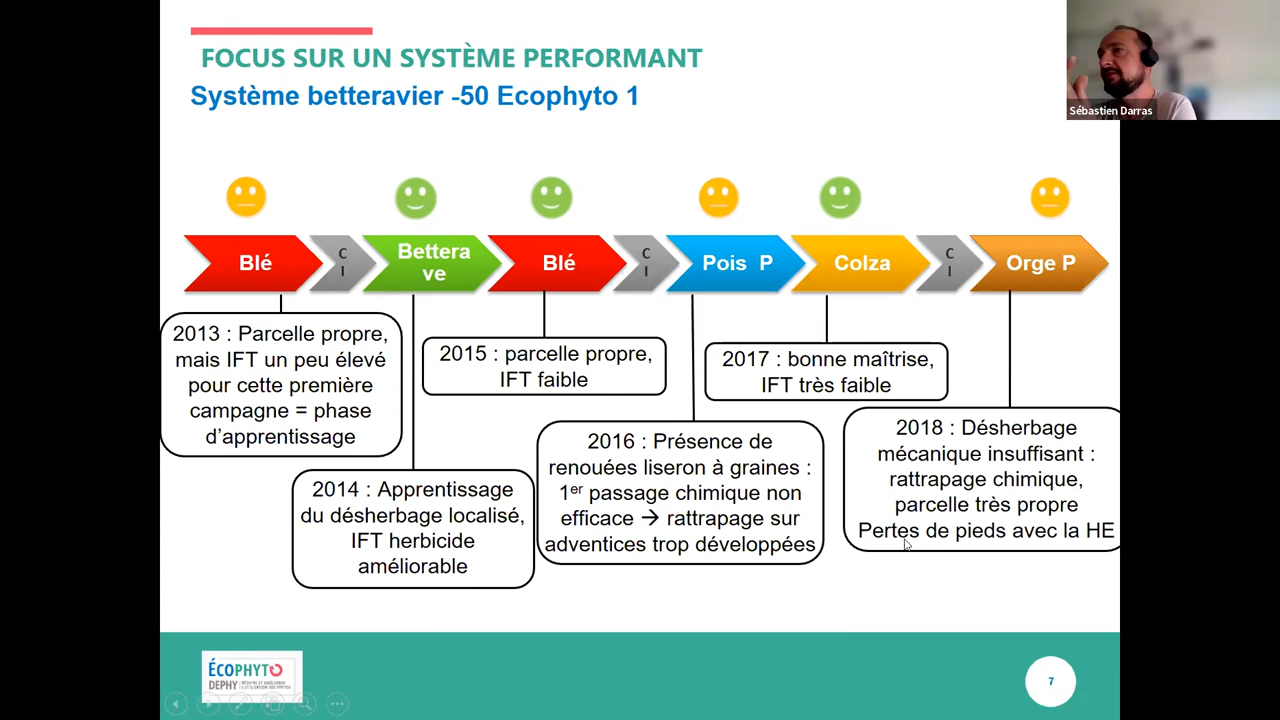 FOCUS SUR UN SYSTÈME PERFORMANT
Système betteravier -50 Ecophyto 1
Sébastien Darras
Blé
C
I
Bettera
ve
Blé
C
I
Pois P
Colza
C
I
Orge P
2013 : Parcelle propre,
mais IFT un peu élevé
pour cette première
campagne = phase
d’apprentissage
2014 : Apprentissage
du désherbage localisé,
IFT herbicide
améliorable
2015 : parcelle propre,
IFT faible
2016 : Présence de
renouées liseron à graines :
1er passage chimique non
efficace → rattrapage sur
adventices trop développées
2017 : bonne maîtrise,
IFT très faible
2018 : Désherbage
mécanique insuffisant :
rattrapage chimique,
parcelle très propre
Pertes de pieds avec la HE
ÉCOPHYTO
DEPHY
7